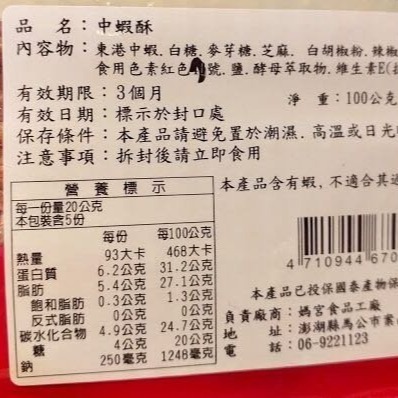 品 名：中蝦酥
內容物：東港中蝦.白糖.麥芽糖.芝麻.白胡椒粉.辣椒
食用色素紅色 號.鹽.酵母萃取物.維生素E(
有效期限：3個月
淨 重：100公克
有效日期：標示於封口處
保存條件：本產品請避免置於潮濕.高溫或日光
注意事項：拆封後請立即食用
營養標示
每一份量20公克
本包裝含5份
每份 每100公克
熱量 93大卡 468大卡
蛋白質 6.2公克 31.2公克
脂肪 5.4公克 27.1公克
飽和脂肪 0.3公克 1.3公克
反式脂肪 0公克 0公克
碳水化合物 4.9公克 24.7公克
糖 4公克 20公克
鈉 250毫克 1248毫克
本產品含有蝦,不適合其過
4 710944 670
本產品已投保國泰產物保
負責廠商：媽宮食品工廠
地 址：澎湖縣馬公市案
電 話：06-9221123